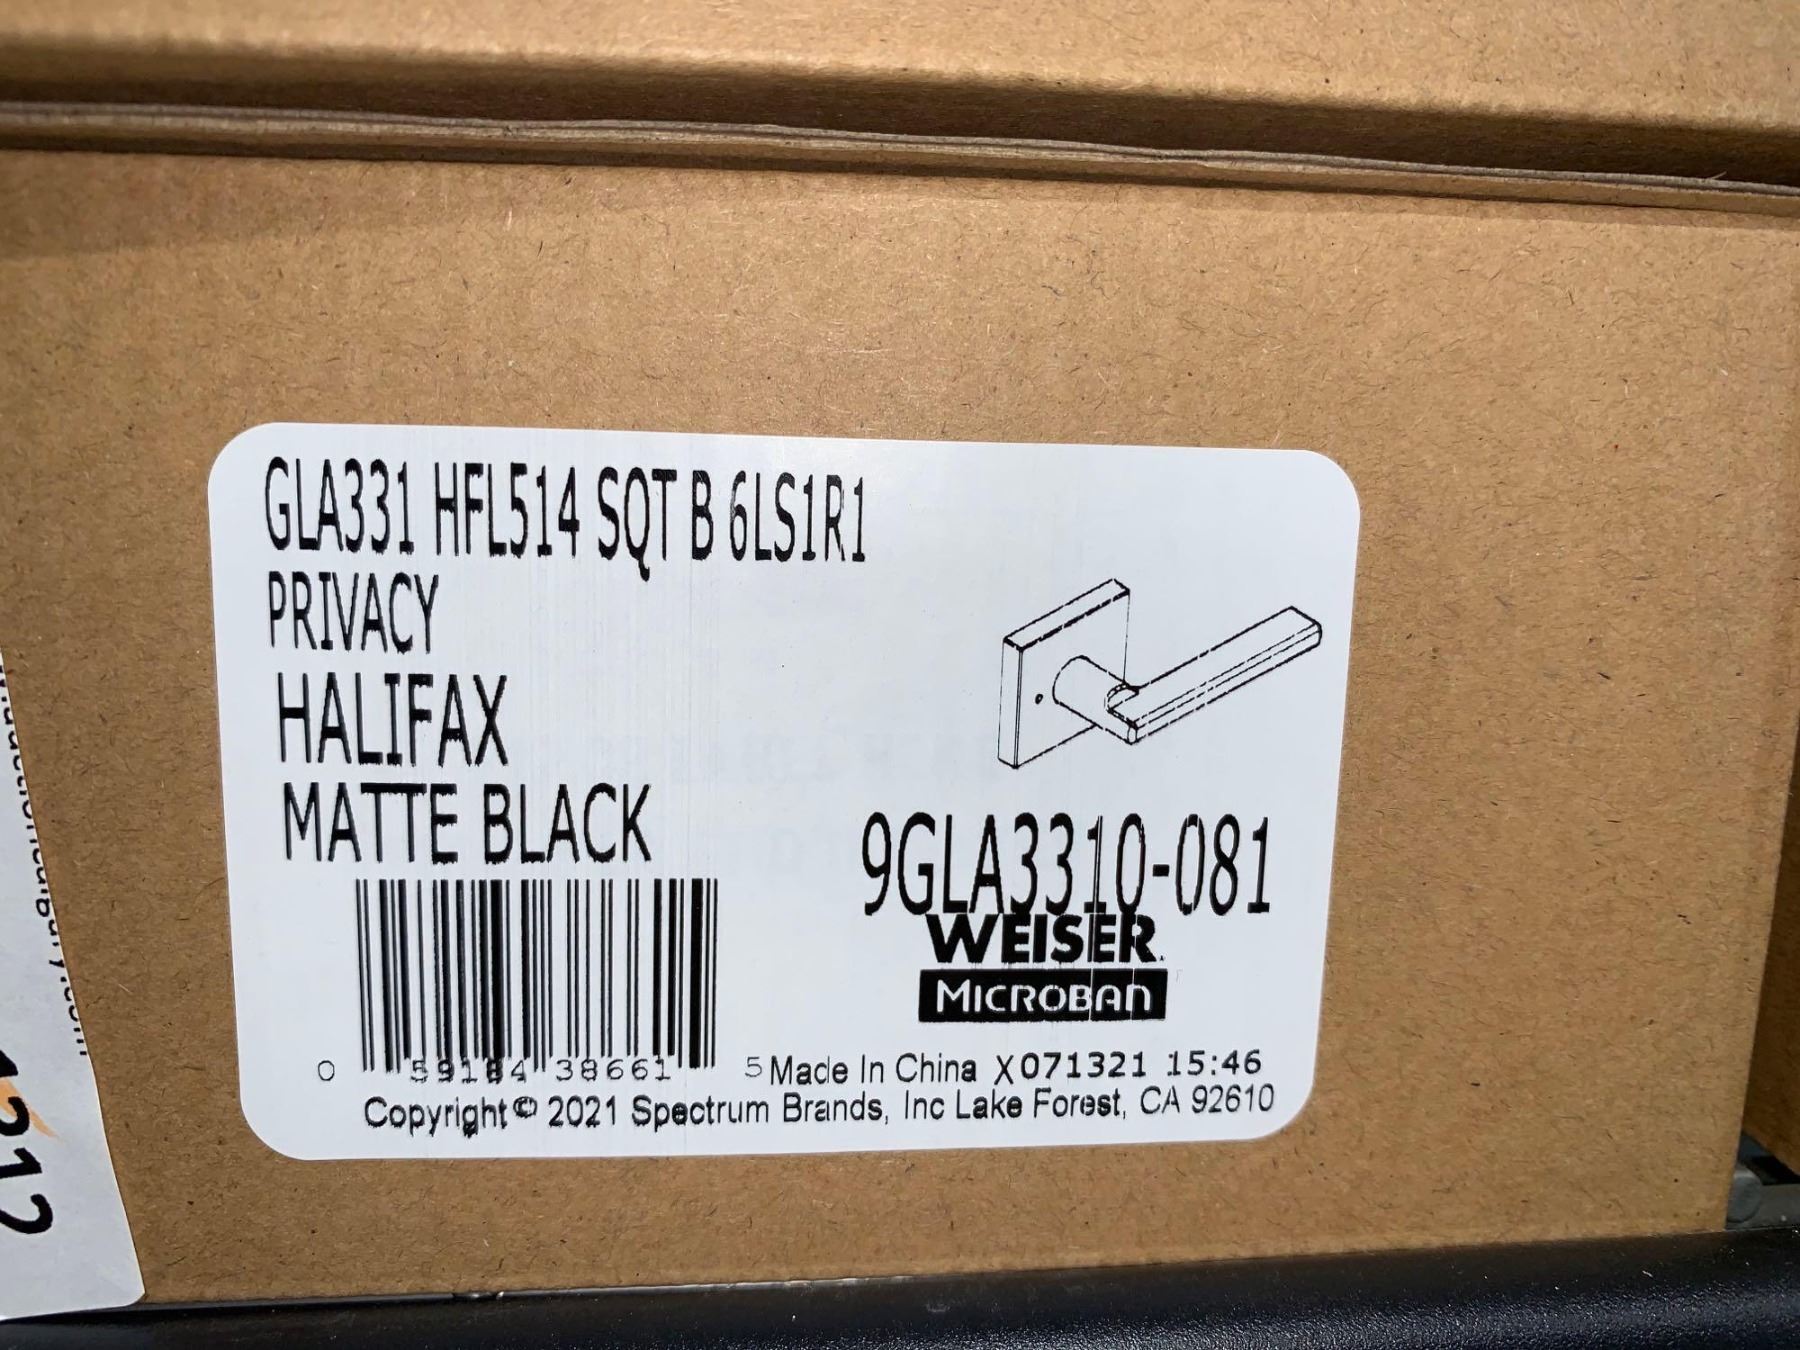 GLA331 HFL514 SQT B 6LS1R1
PRIVACY
HALIFAX
MATTE BLACK
9GLA3310-081
WEISER.
MICROBAN
0 59184 38661 5
Made In China X071321 15:46
Copyright © 2021 Spectrum Brands, Inc Lake Forest, CA 92610
1212